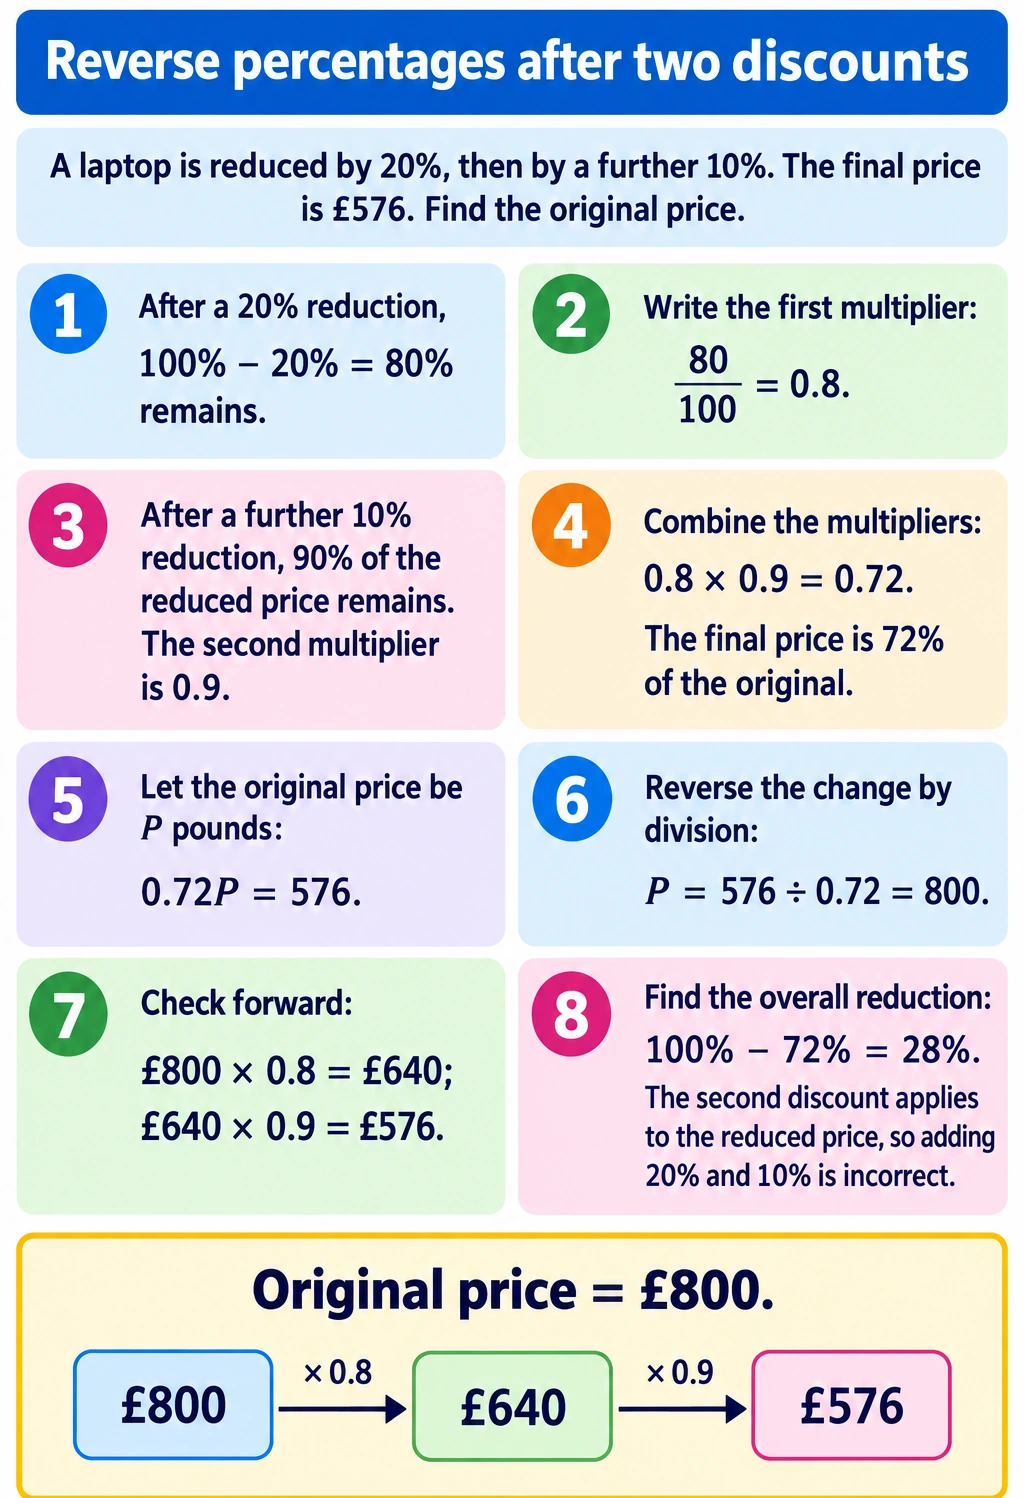 Reverse percentages after two discounts
A laptop is reduced by 20%, then by a further 10%. The final price
is £576. Find the original price.
1
After a 20% reduction,
100% − 20% = 80%
remains.
2
Write the first multiplier:
80
100
= 0.8.
3
After a further 10%
reduction, 90% of the
reduced price remains.
The second multiplier
is 0.9.
4
Combine the multipliers:
0.8 × 0.9 = 0.72.
The final price is 72%
of the original.
5
Let the original price be
P pounds:
0.72P = 576.
6
Reverse the change by
division:
P = 576 ÷ 0.72 = 800.
7
Check forward:
£800 × 0.8 = £640;
£640 × 0.9 = £576.
8
Find the overall reduction:
100% − 72% = 28%.
The second discount applies
to the reduced price, so adding
20% and 10% is incorrect.
Original price = £800.
£800
× 0.8
£640
× 0.9
£576